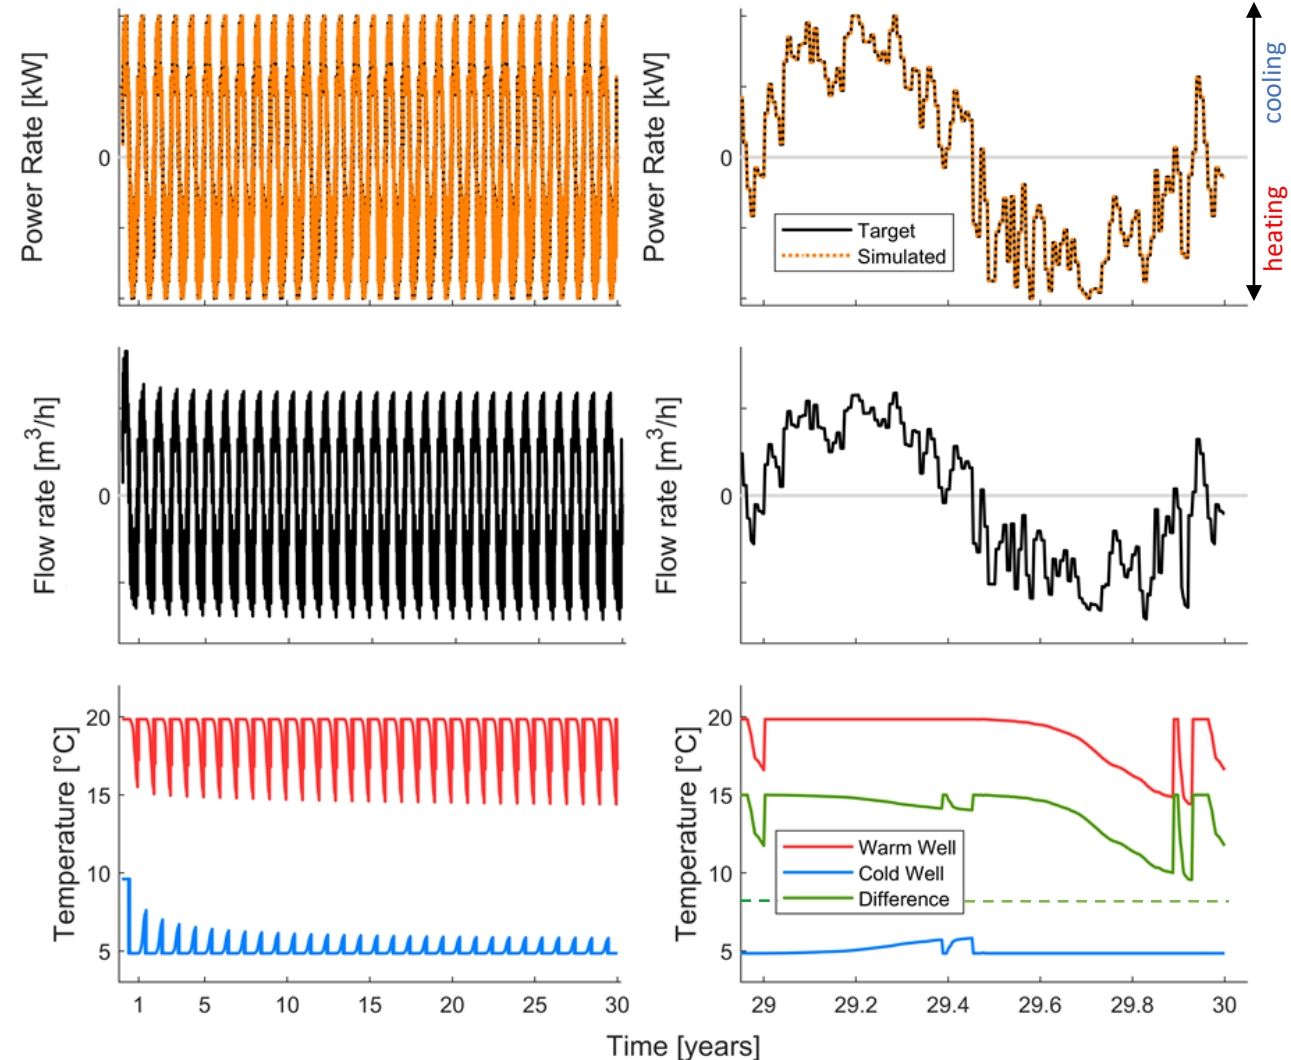 Power Rate [kW]
0
Power Rate [kW]
0
Target
Simulated
cooling
heating
Flow rate [m³/h]
0
Flow rate [m³/h]
0
Temperature [°C]
20
15
10
5
1
5
10
15
20
25
30
Temperature [°C]
20
15
10
5
Warm Well
Cold Well
Difference
29
29.2
29.4
29.6
29.8
30
Time [years]